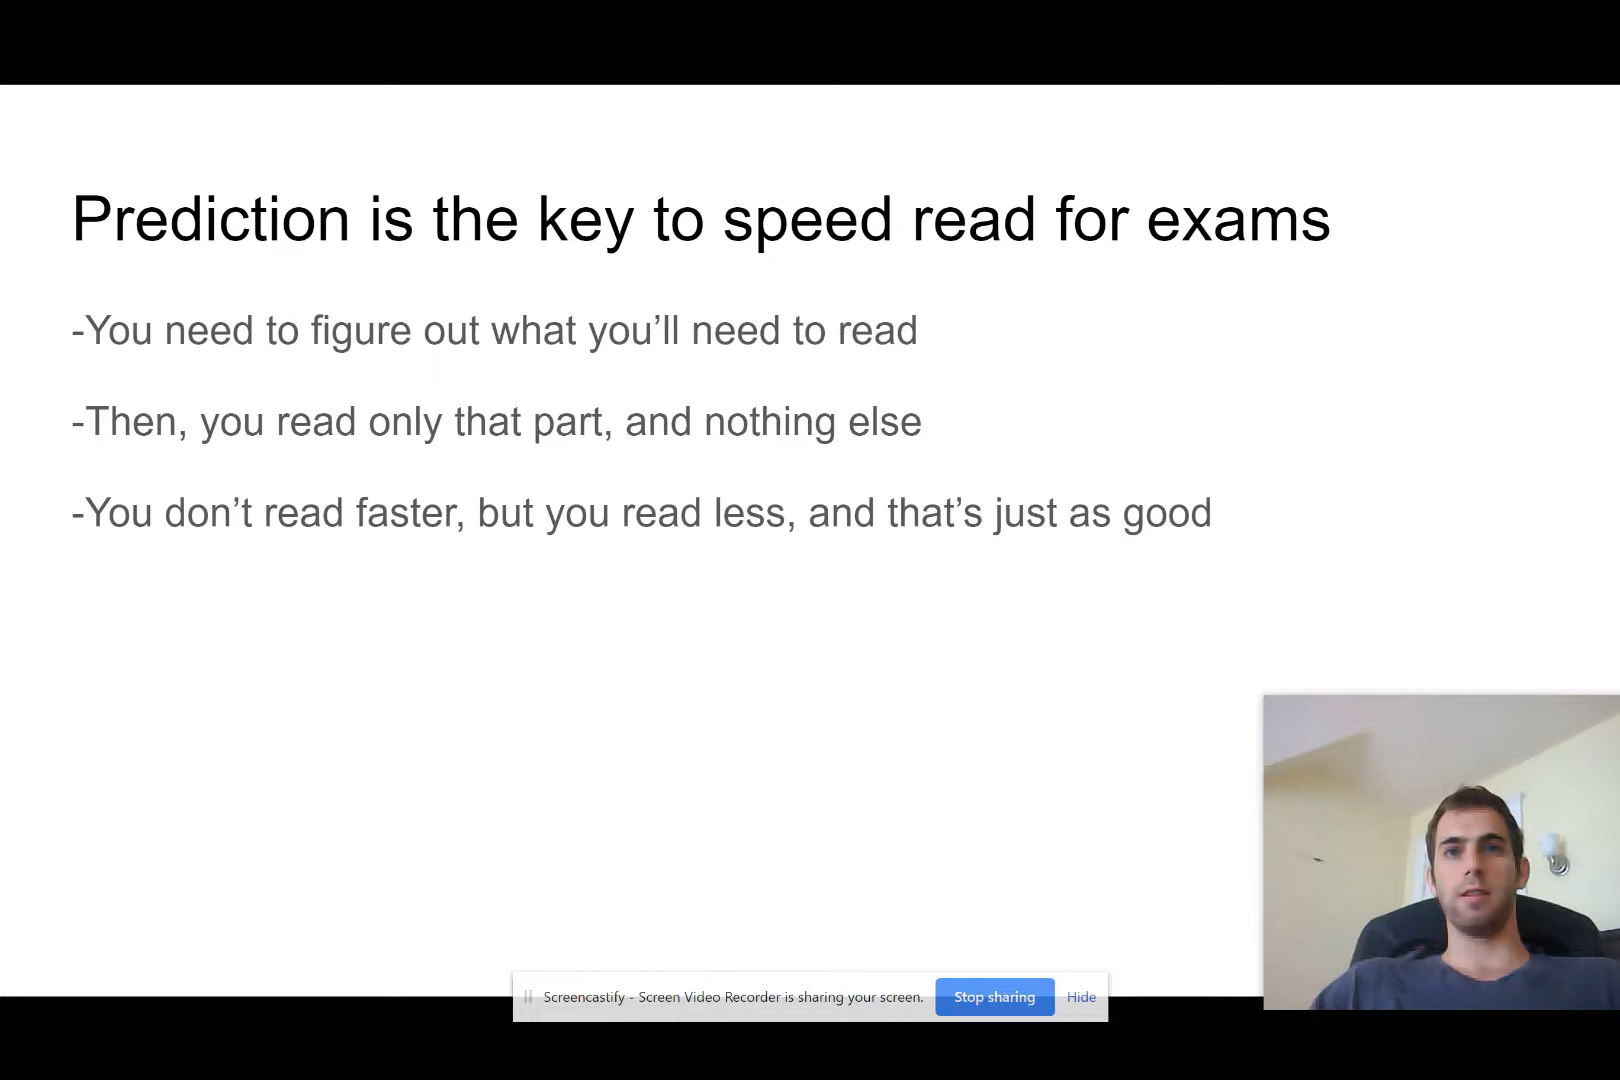 Prediction is the key to speed read for exams
-You need to figure out what you’ll need to read
-Then, you read only that part, and nothing else
-You don’t read faster, but you read less, and that’s just as good
Screencastify - Screen Video Recorder is sharing your screen. Stop sharing Hide